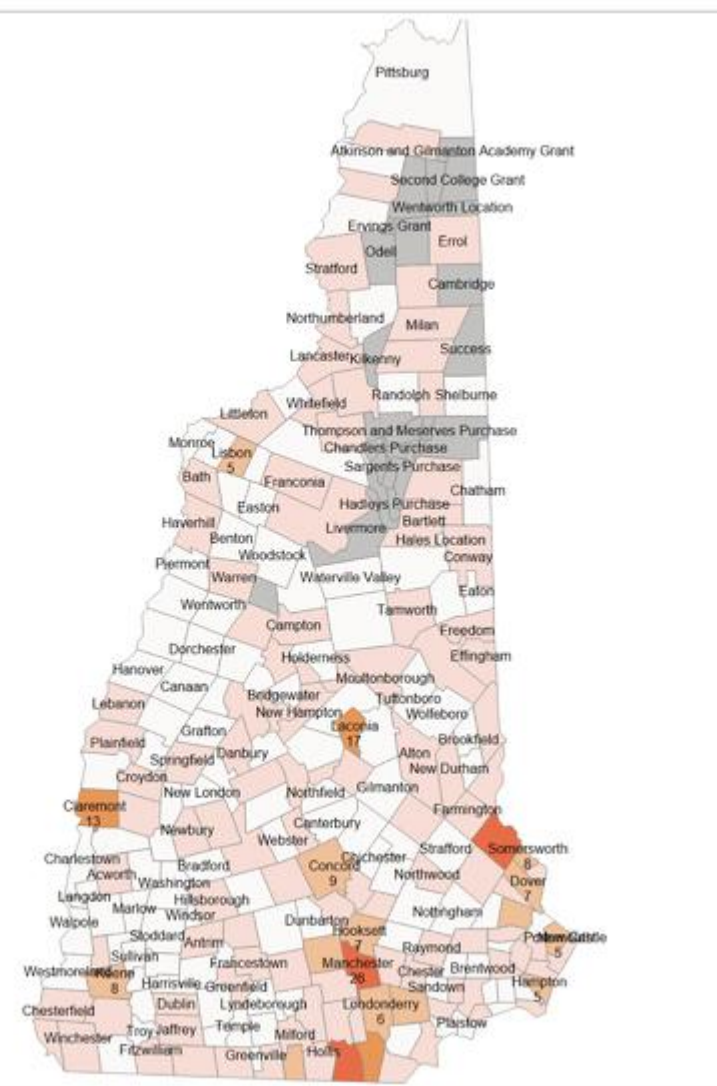 Pittsburg
Atkinson and Gilmanton Academy Grant
Second College Grant
Wentworth Location
Ervings Grant
Errol
Odell
Stratford
Cambridge
Northumberland
Milan
Success
Lancaster
Kilkenny
Randolph
Shelburne
Whitefield
Littleton
Thompson and Meserves Purchase
Monroe
Chandlers Purchase
Lisbon
5
Sargents Purchase
Bath
Franconia
Chatham
Easton
Hadleys Purchase
Haverhill
Livermore
Bartlett
Benton
Hales Location
Woodstock
Conway
Piermont
Warren
Waterville Valley
Eaton
Wentworth
Tamworth
Campton
Freedom
Dorchester
Holderness
Effingham
Hanover
Moultonborough
Canaan
Bridgewater
Tuftonboro
Lebanon
New Hampton
Wolfeboro
Laconia
17
Grafton
Plainfield
Brookfield
Danbury
Alton
Springfield
New Durham
Croydon
New London
Northfield
Gilmanton
Claremont
13
Farmington
Newbury
Canterbury
Webster
Strafford
Somersworth
8
Charlestown
Chichester
Bradford
Concord
9
Acworth
Northwood
Washington
Dover
7
Langdon
Hillsborough
Marlow
Nottingham
Windsor
Walpole
Dunbarton
Hooksett
7
Stoddard
Antrim
New Castle
5
Raymond
Sullivan
Francestown
Manchester
26
Westmoreland
Keene
8
Chester
Brentwood
Harrisville
Greenfield
Sandown
Hampton
5
Chesterfield
Dublin
Lyndeborough
Londonderry
6
Troy
Jaffrey
Temple
Plaistow
Winchester
Milford
Fitzwilliam
Greenville
Hollis